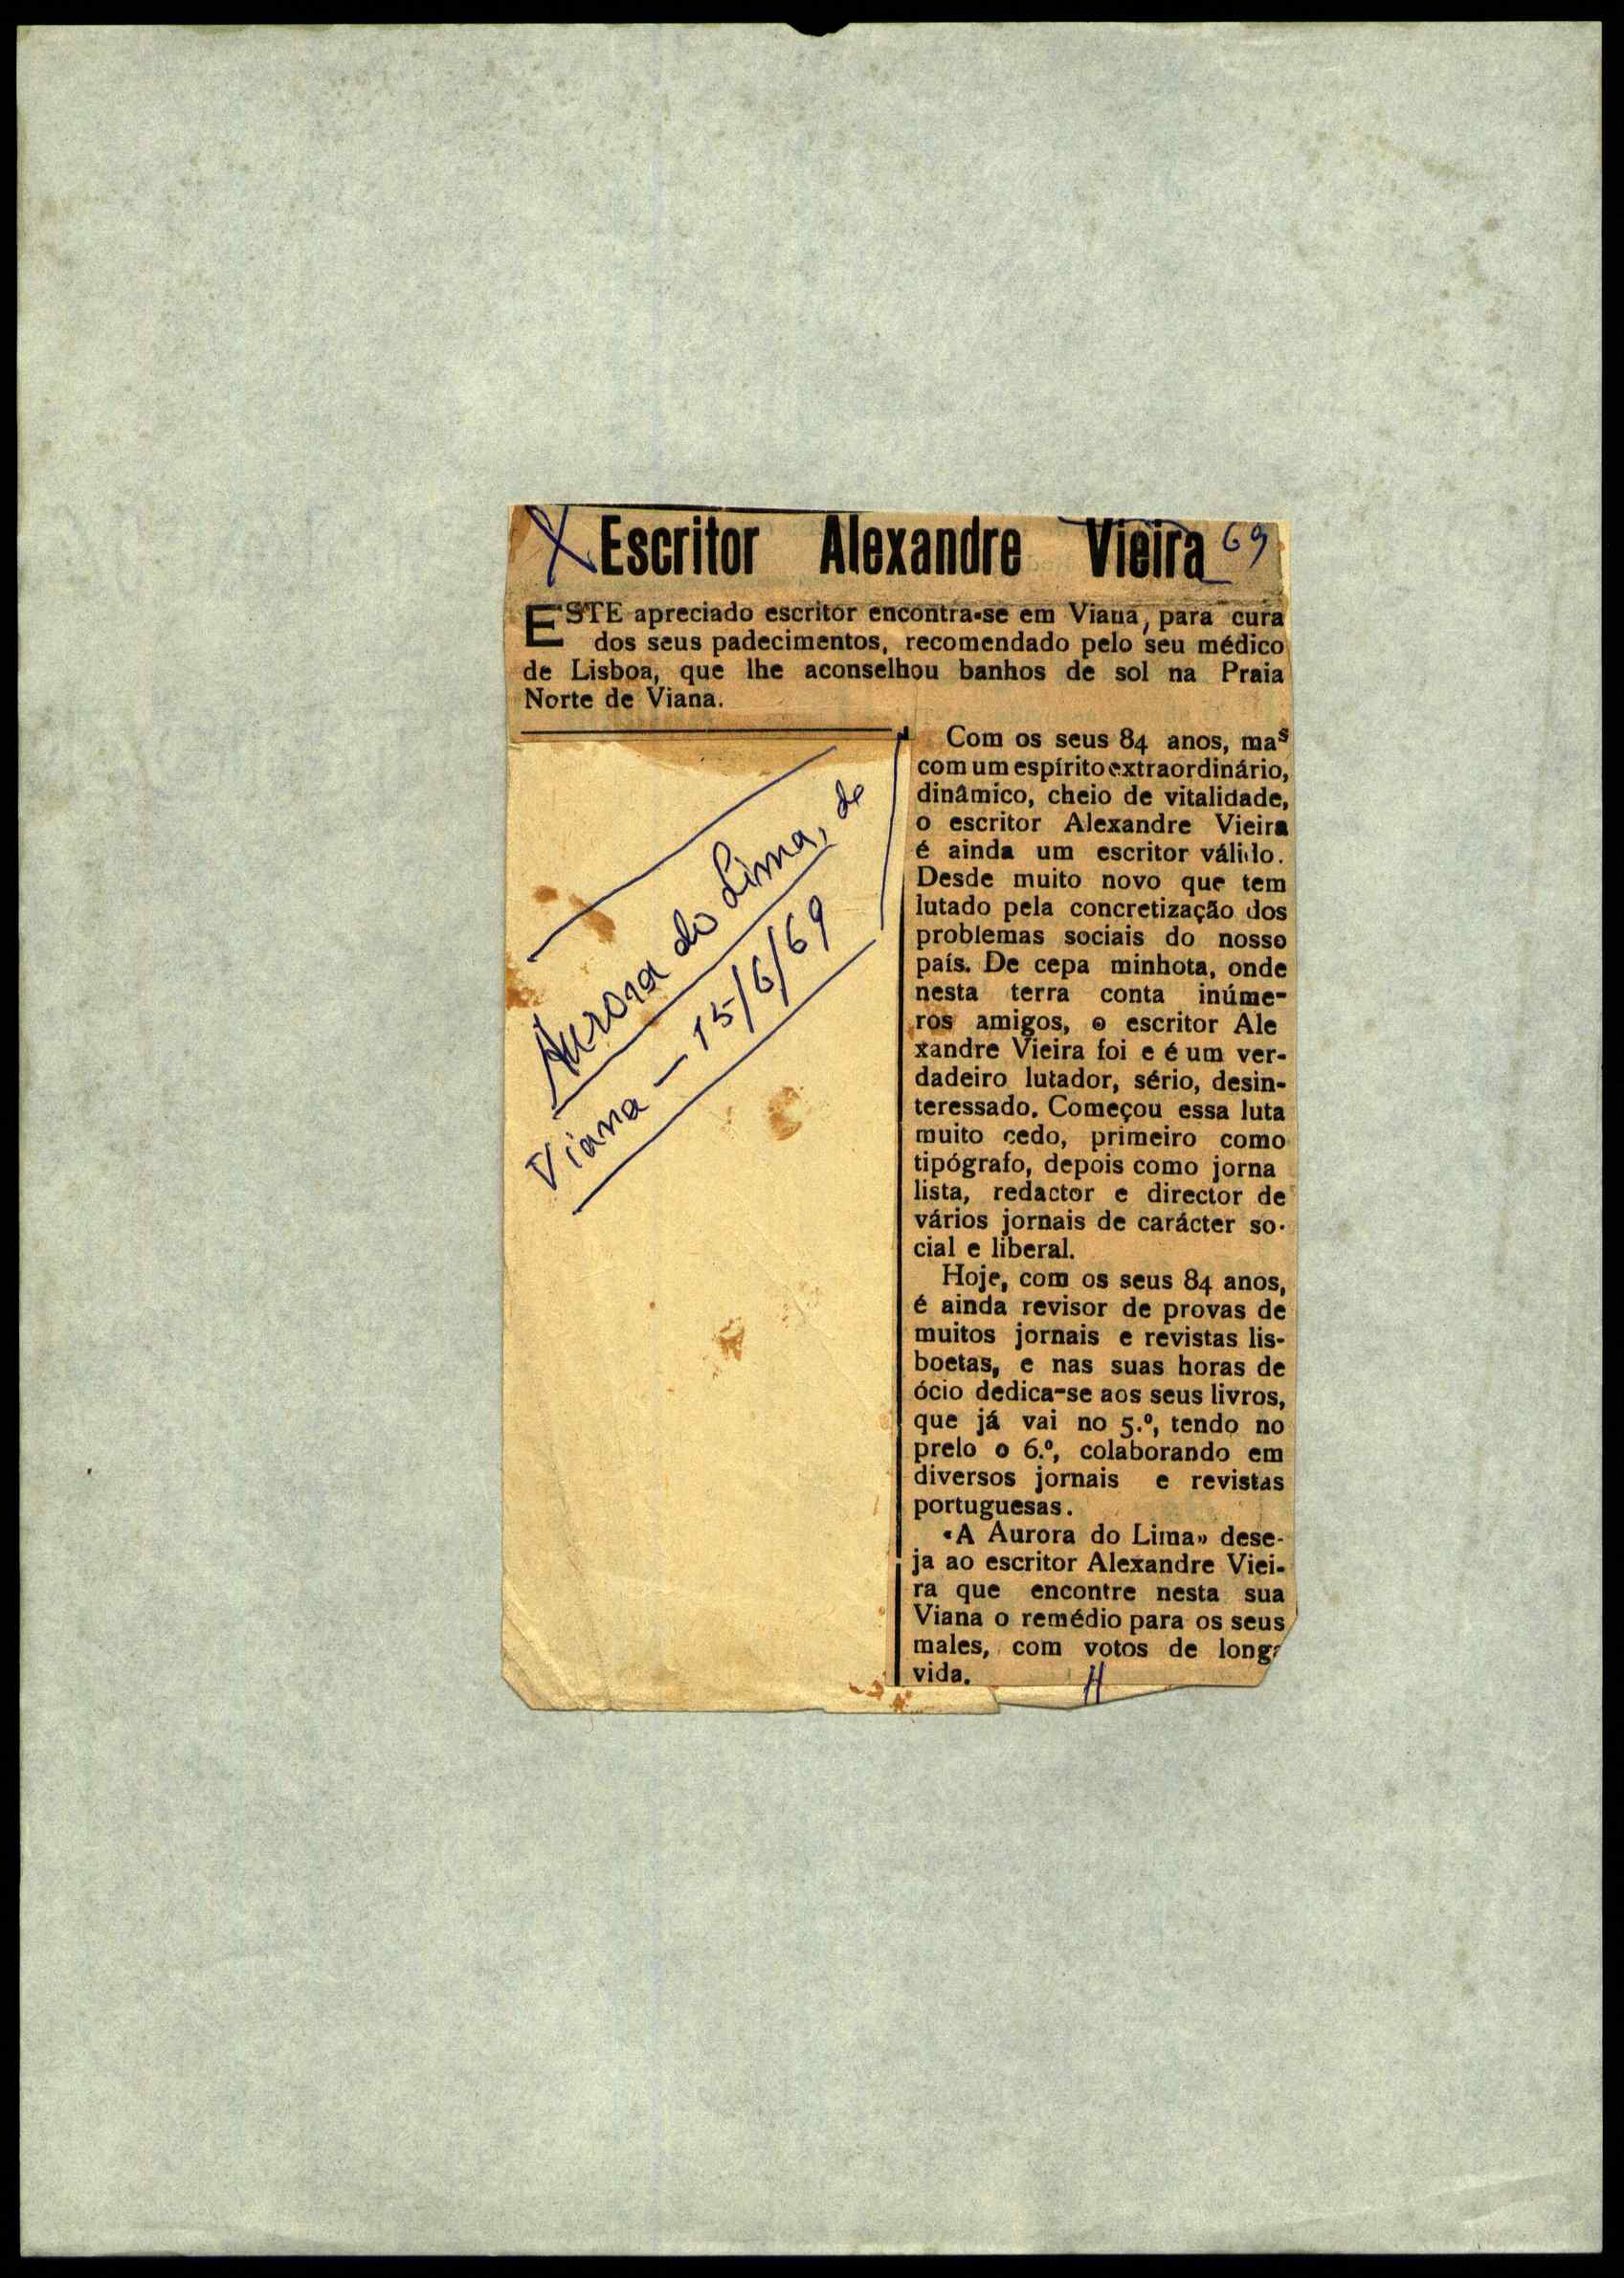 Escritor Alexandre Vieira 69
ESTE apreciado escritor encontra-se em Viana, para cura
dos seus padecimentos, recomendado pelo seu médico
de Lisboa, que lhe aconselhou banhos de sol na Praia
Norte de Viana.
Aurora do Lima, de
Viana — 15/6/69
Com os seus 84 anos, mas
com um espírito extraordinário,
dinâmico, cheio de vitalidade,
o escritor Alexandre Vieira
é ainda um escritor válido.
Desde muito novo que tem
lutado pela concretização dos
problemas sociais do nosso
país. De cepa minhota, onde
nesta terra conta inúme-
ros amigos, o escritor Ale
xandre Vieira foi e é um ver-
dadeiro lutador, sério, desin-
teressado. Começou essa luta
muito cedo, primeiro como
tipógrafo, depois como jorna
lista, redactor e director de
vários jornais de carácter so-
cial e liberal.
Hoje, com os seus 84 anos,
é ainda revisor de provas de
muitos jornais e revistas lis-
boetas, e nas suas horas de
ócio dedica-se aos seus livros,
que já vai no 5.º, tendo no
prelo o 6.º, colaborando em
diversos jornais e revistas
portuguesas.
«A Aurora do Lima» dese-
ja ao escritor Alexandre Viei-
ra que encontre nesta sua
Viana o remédio para os seus
males, com votos de longa
vida.